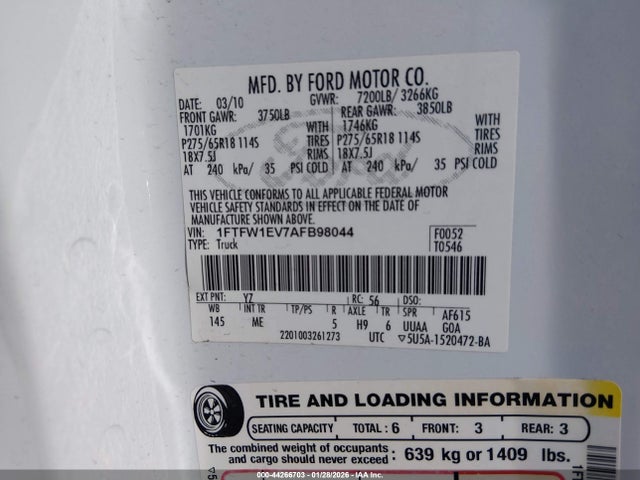 MFD. BY FORD MOTOR CO.
DATE: 03/10 GVWR: 7200LB/ 3266KG
FRONT GAWR: 3750LB REAR GAWR: 3850LB
1701KG WITH 1746KG WITH
P275/65R18 114S TIRES P275/65R18 114S TIRES
18X7.5J RIMS 18X7.5J RIMS
AT 240 kPa/ 35 PSI COLD AT 240 kPa/ 35 PSI COLD
THIS VEHICLE CONFORMS TO ALL APPLICABLE FEDERAL MOTOR
VEHICLE SAFETY STANDARDS IN EFFECT ON THE DATE OF
MANUFACTURE SHOWN ABOVE.
VIN: 1FTFW1EV7AFB98044 F0052
TYPE: Truck T0546
EXT PNT: YZ RC: 56 DSO:
WB INT TR TP/PS R AXLE TR SPR AF615
145 ME 5 H9 6 UUAA GOA
2201003261273 UTC ▽5U5A-1520472-BA
TIRE AND LOADING INFORMATION
SEATING CAPACITY TOTAL : 6 FRONT: 3 REAR: 3
The combined weight of occupants
and cargo should never exceed : 639 kg or 1409 lbs.
000-44266703 - 01/28/2026 - IAAI.com